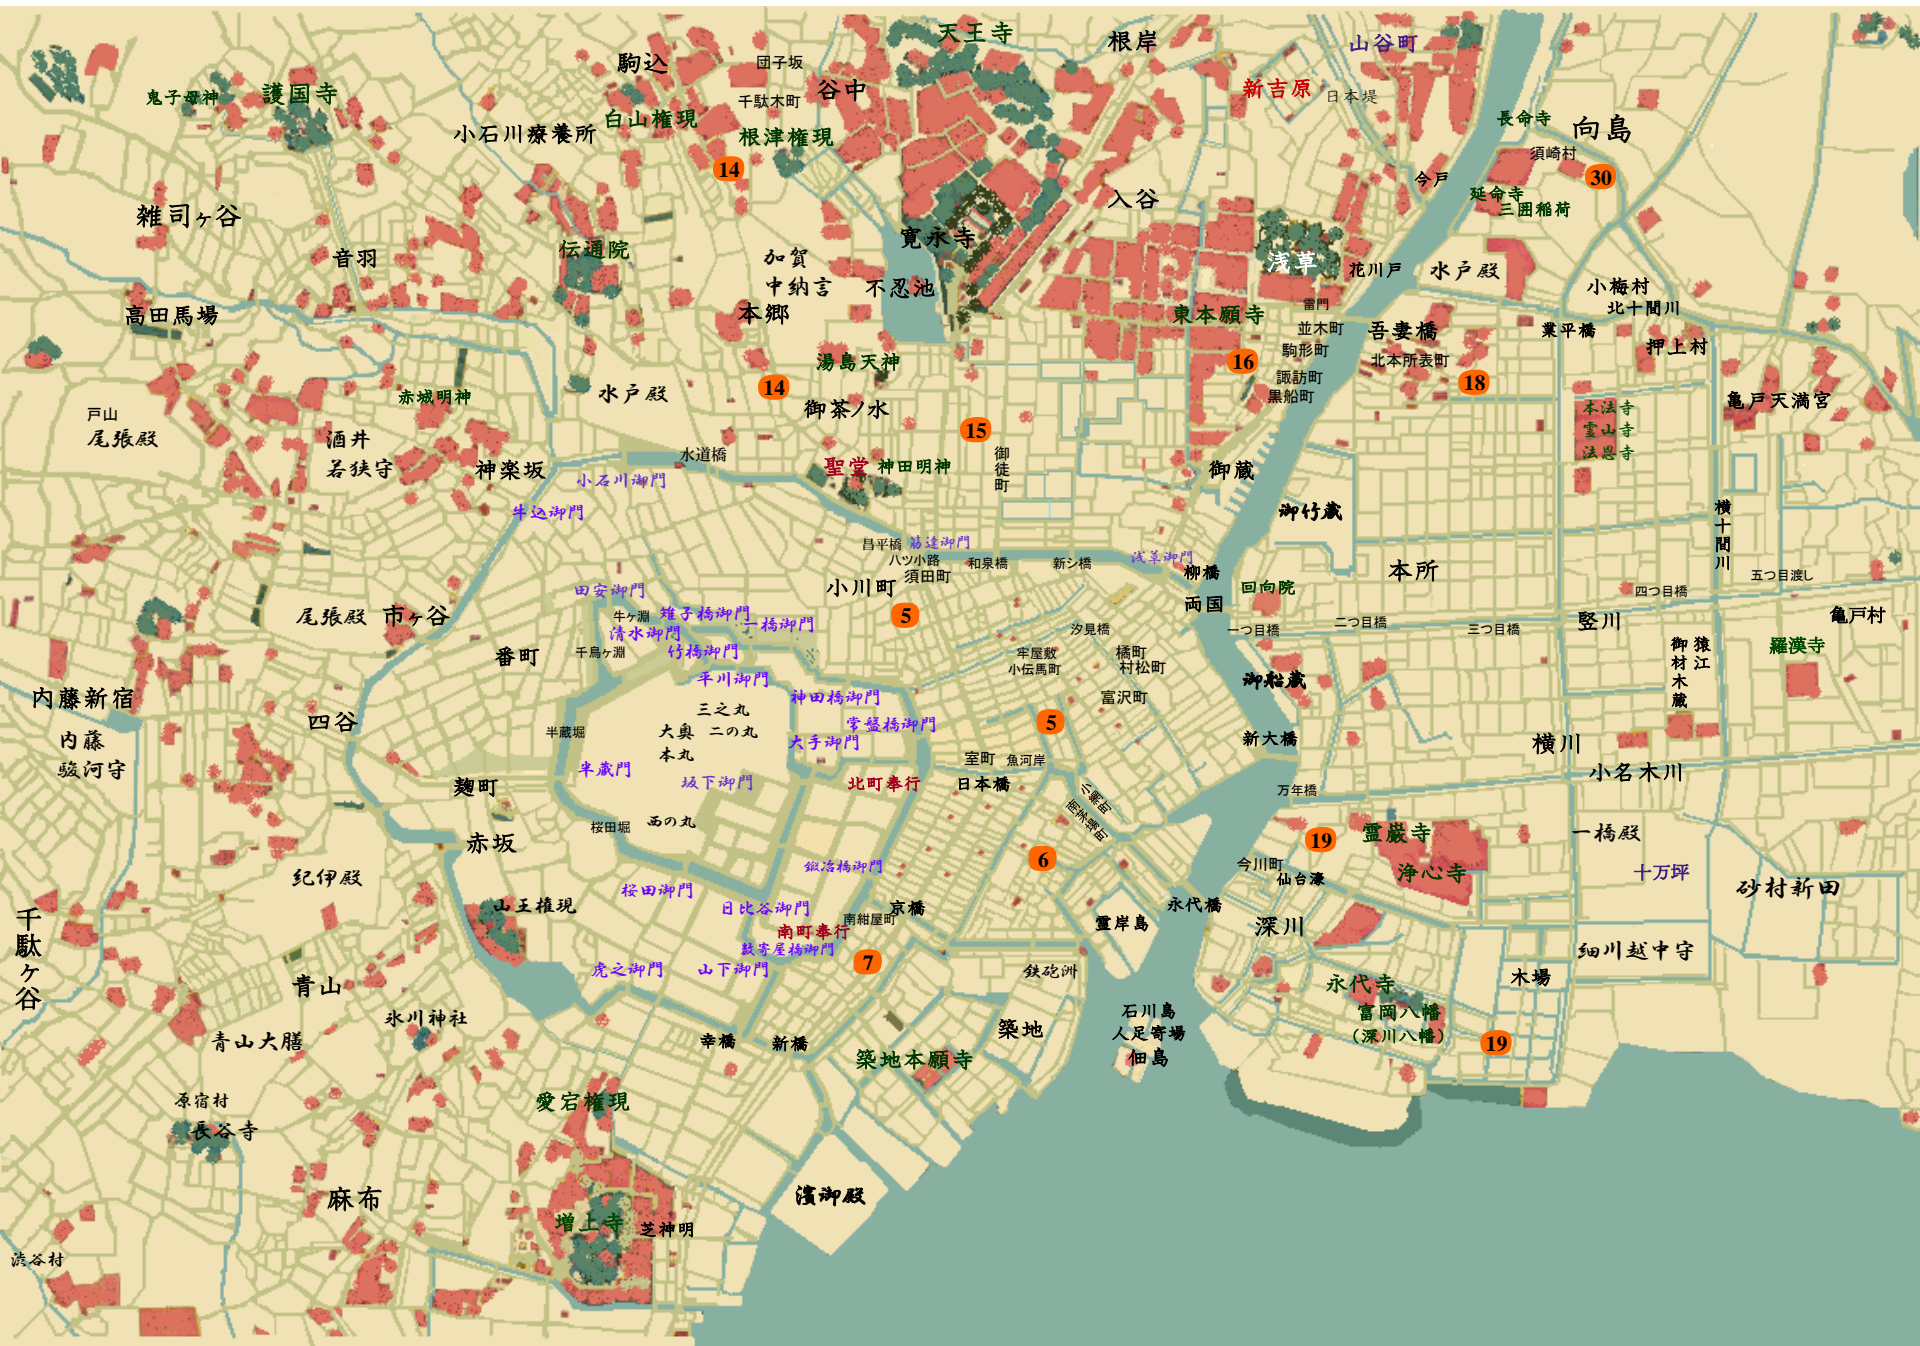 天王寺
根岸
山谷町
駒込
団子坂
谷中
新吉原
日本堤
鬼子母神
護国寺
千駄木町
白山権現
根津権現
小石川療養所
長命寺
向島
須崎村
14
30
今戸
延命寺
三囲稲荷
入谷
雑司ヶ谷
音羽
伝通院
寛永寺
加賀
中納言
不忍池
浅草
花川戸
水戸殿
小梅村
北十間川
高田馬場
本郷
東本願寺
雷門
並木町
吾妻橋
業平橋
押上村
駒形町
湯島天神
16
北本所表町
諏訪町
黒船町
18
14
赤城明神
水戸殿
御茶ノ水
戸山
尾張殿
本法寺
霊山寺
法恩寺
亀戸天満宮
酒井
若狭守
15
水道橋
御徒町
聖堂
神田明神
神楽坂
御蔵
小石川御門
牛込御門
御竹蔵
横十間川
昌平橋
筋違御門
八ツ小路
和泉橋
新シ橋
浅草御門
須田町
柳橋
本所
五つ目渡し
小川町
回向院
四つ目橋
田安御門
両国
尾張殿
市ヶ谷
牛ヶ淵
雉子橋御門
一橋御門
5
清水御門
汐見橋
一つ目橋
二つ目橋
三つ目橋
竪川
亀戸村
番町
千鳥ヶ淵
竹橋御門
牢屋敷
小伝馬町
橘町
村松町
御材木蔵
猿江
羅漢寺
平川御門
御船蔵
内藤新宿
神田橋御門
富沢町
四谷
三之丸
常盤橋御門
大奥
二の丸
5
内藤
駿河守
半蔵堀
大手御門
新大橋
横川
本丸
室町
魚河岸
半蔵門
坂下御門
北町奉行
日本橋
小名木川
麹町
万年橋
小網町
南茅場町
桜田堀
西の丸
赤坂
19
霊巌寺
一橋殿
6
鍛冶橋御門
今川町
仙台濠
浄心寺
十万坪
砂村新田
紀伊殿
桜田御門
山王権現
日比谷御門
南紺屋町
京橋
永代橋
霊岸島
深川
千駄ヶ谷
南町奉行
数寄屋橋御門
細川越中守
7
虎之御門
山下御門
鉄砲洲
木場
青山
永代寺
石川島
人足寄場
佃島
富岡八幡
(深川八幡)
氷川神社
築地
青山大膳
幸橋
新橋
19
築地本願寺
原宿村
愛宕権現
長谷寺
麻布
濱御殿
増上寺
芝神明
渋谷村